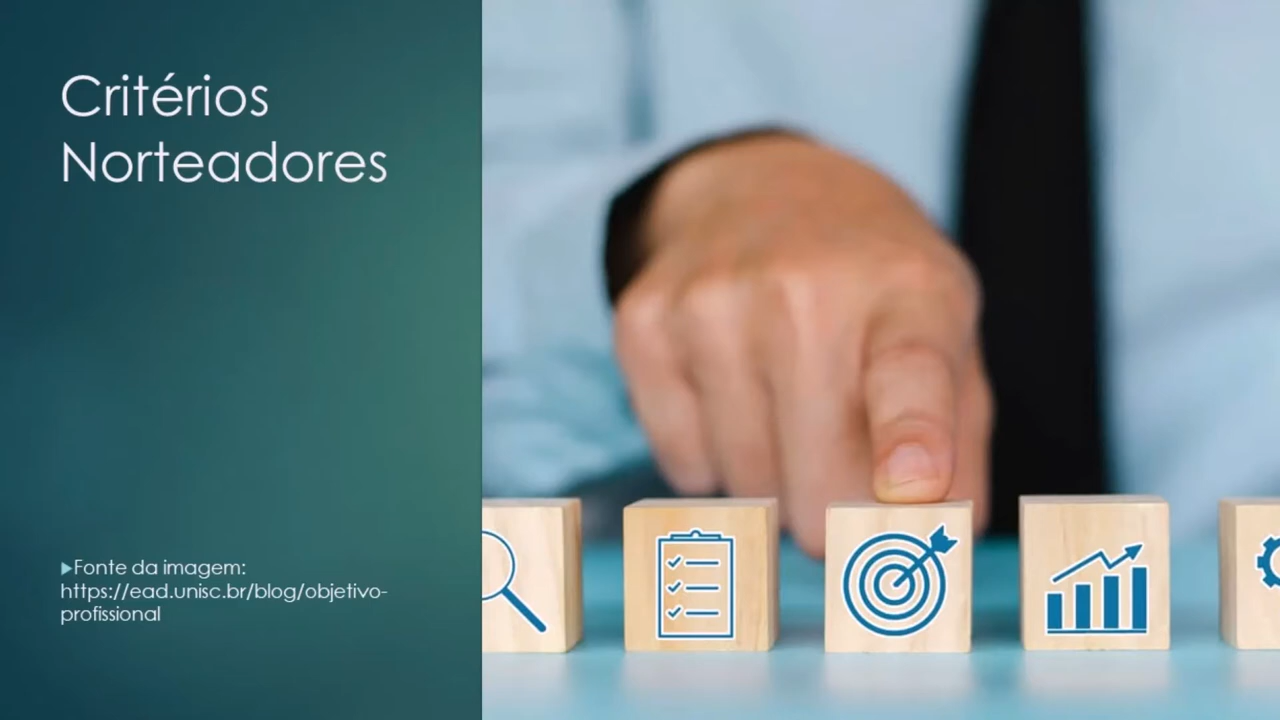 Critérios
Norteadores
Fonte da imagem:
https://ead.unisc.br/blog/objetivo-
profissional